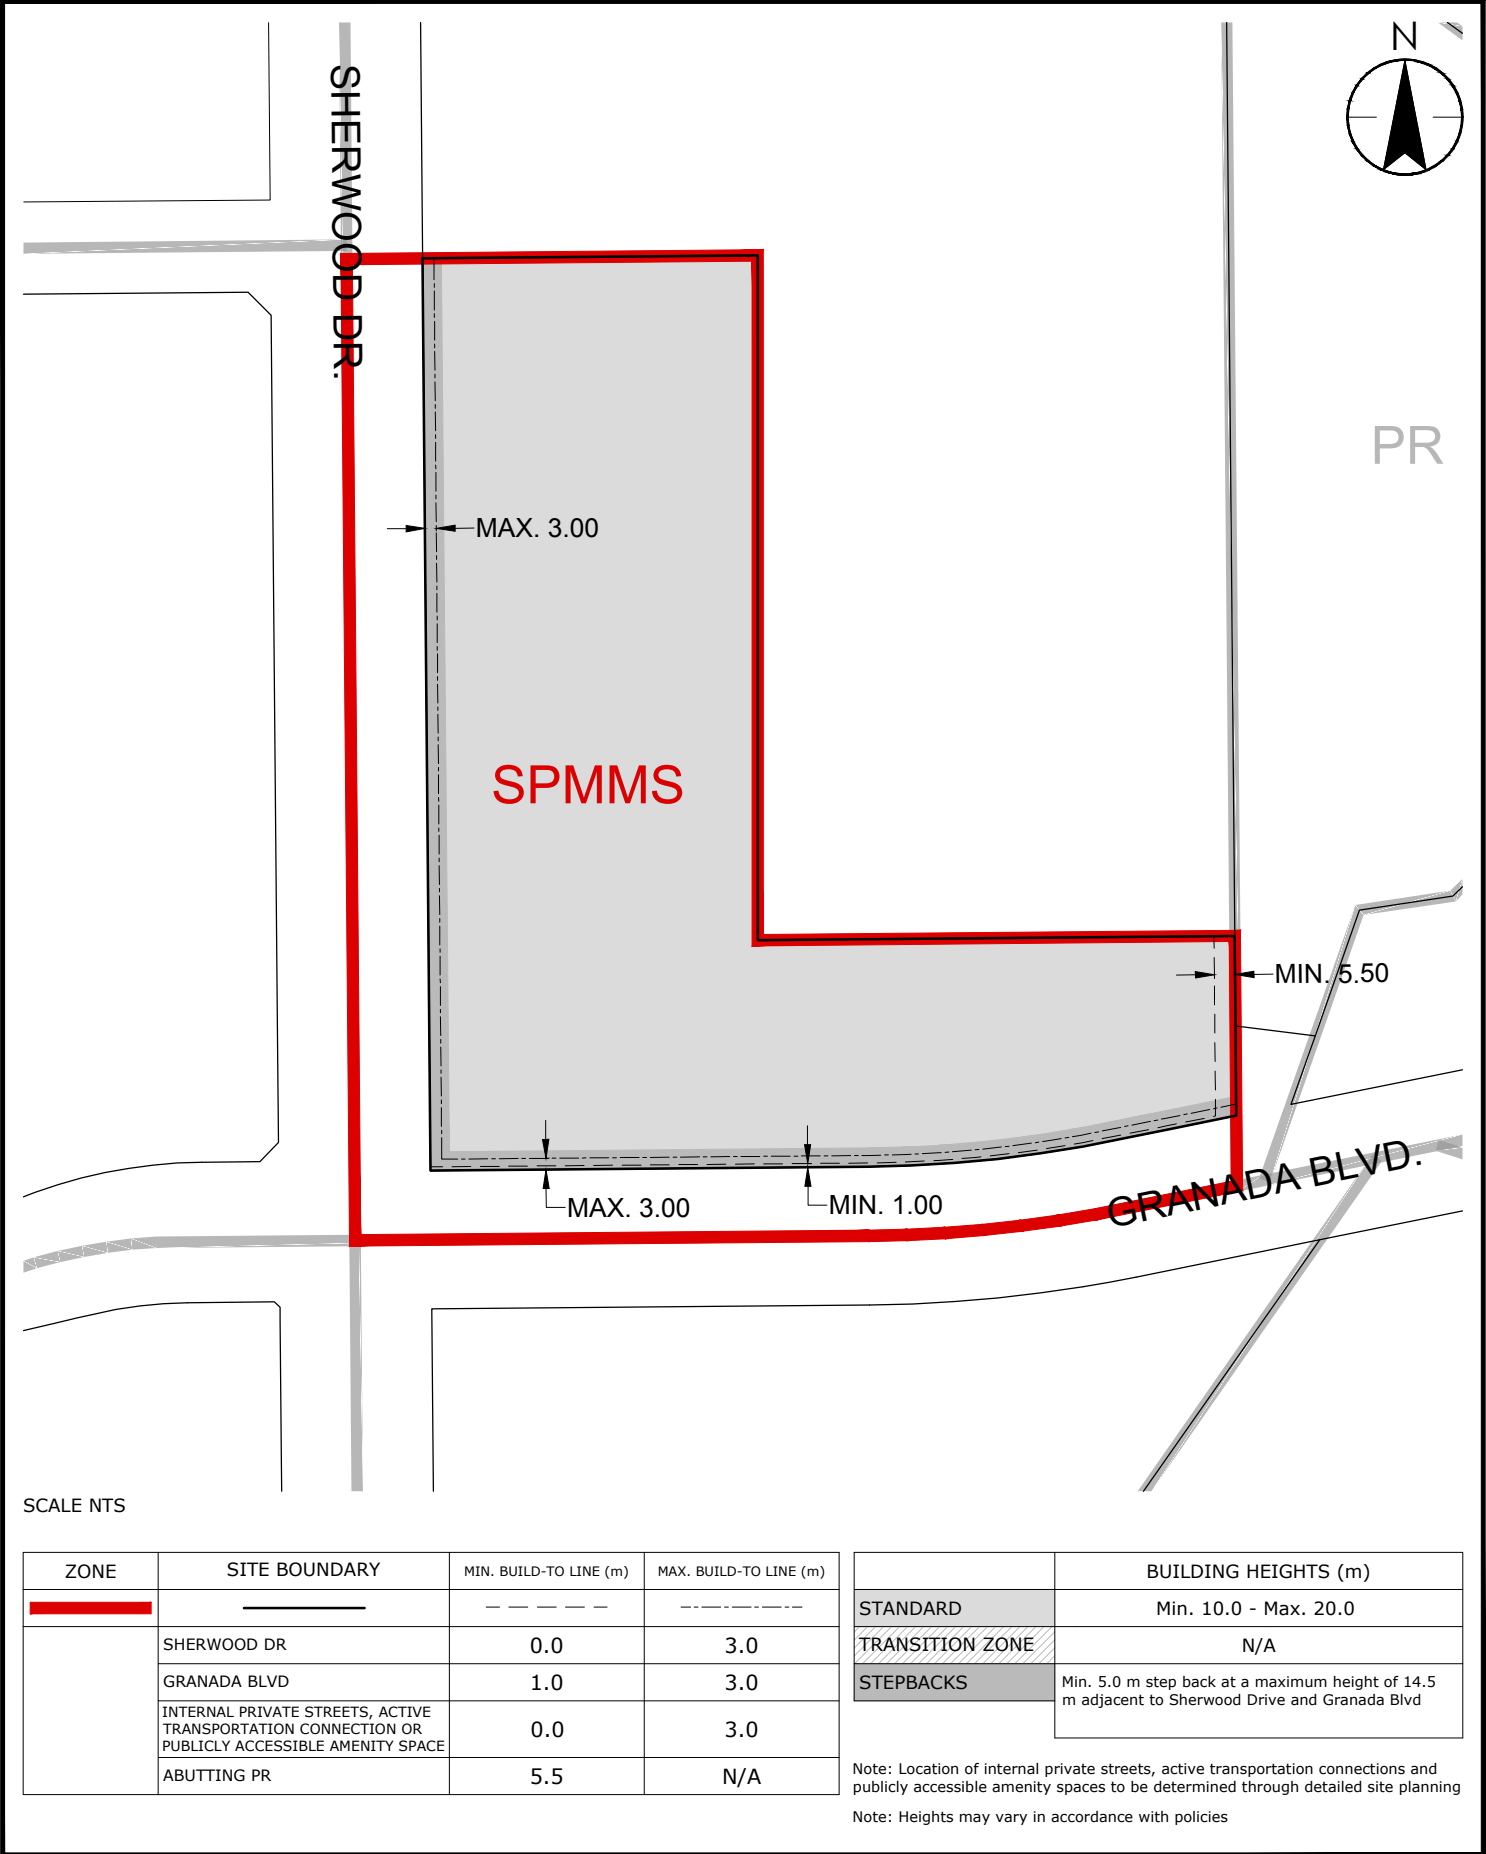 N
SHERWOOD DR.
PR
MAX. 3.00
SPMMS
MIN. 5.50
GRANADA BLVD.
MAX. 3.00
MIN. 1.00
SCALE NTS
ZONE SITE BOUNDARY MIN. BUILD-TO LINE (m) MAX. BUILD-TO LINE (m)
SHERWOOD DR 0.0 3.0
GRANADA BLVD 1.0 3.0
INTERNAL PRIVATE STREETS, ACTIVE
TRANSPORTATION CONNECTION OR 0.0 3.0
PUBLICLY ACCESSIBLE AMENITY SPACE
ABUTTING PR 5.5 N/A
BUILDING HEIGHTS (m)
STANDARD Min. 10.0 - Max. 20.0
TRANSITION ZONE N/A
STEPBACKS Min. 5.0 m step back at a maximum height of 14.5
m adjacent to Sherwood Drive and Granada Blvd
Note: Location of internal private streets, active transportation connections and
publicly accessible amenity spaces to be determined through detailed site planning
Note: Heights may vary in accordance with policies